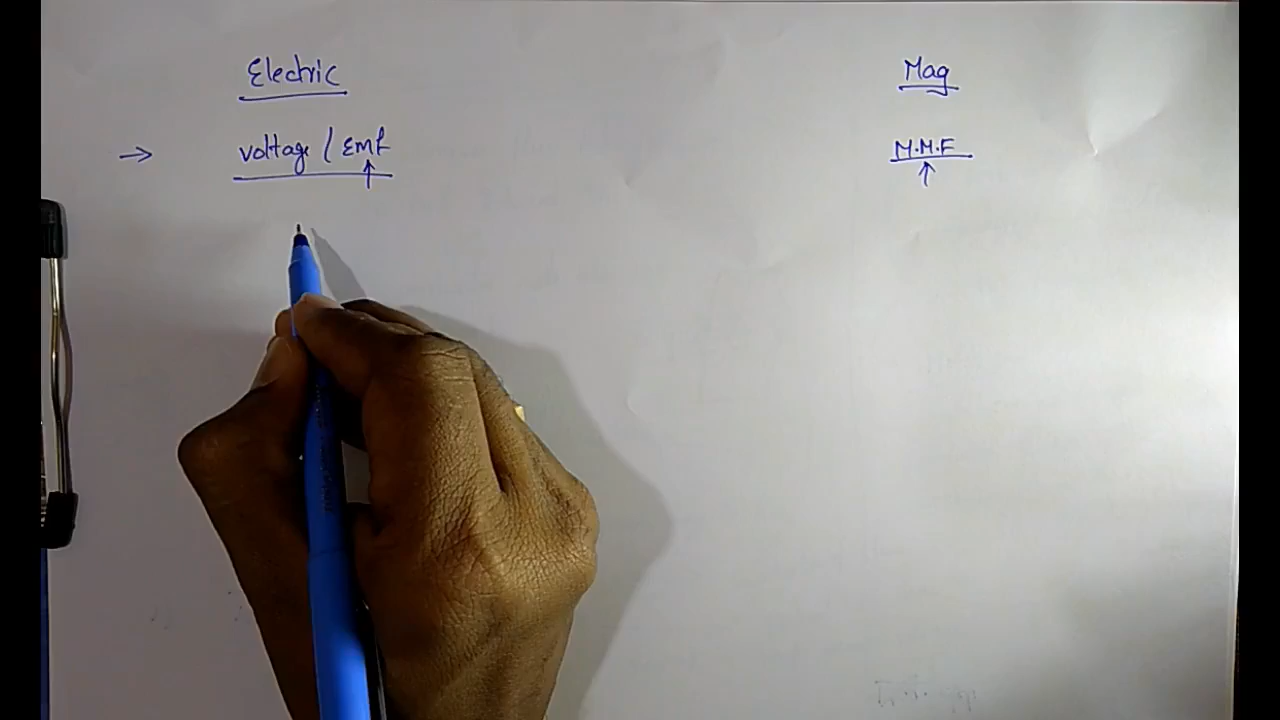 Electric Mag
→ voltage / Emf M.M.F
↑ ↑